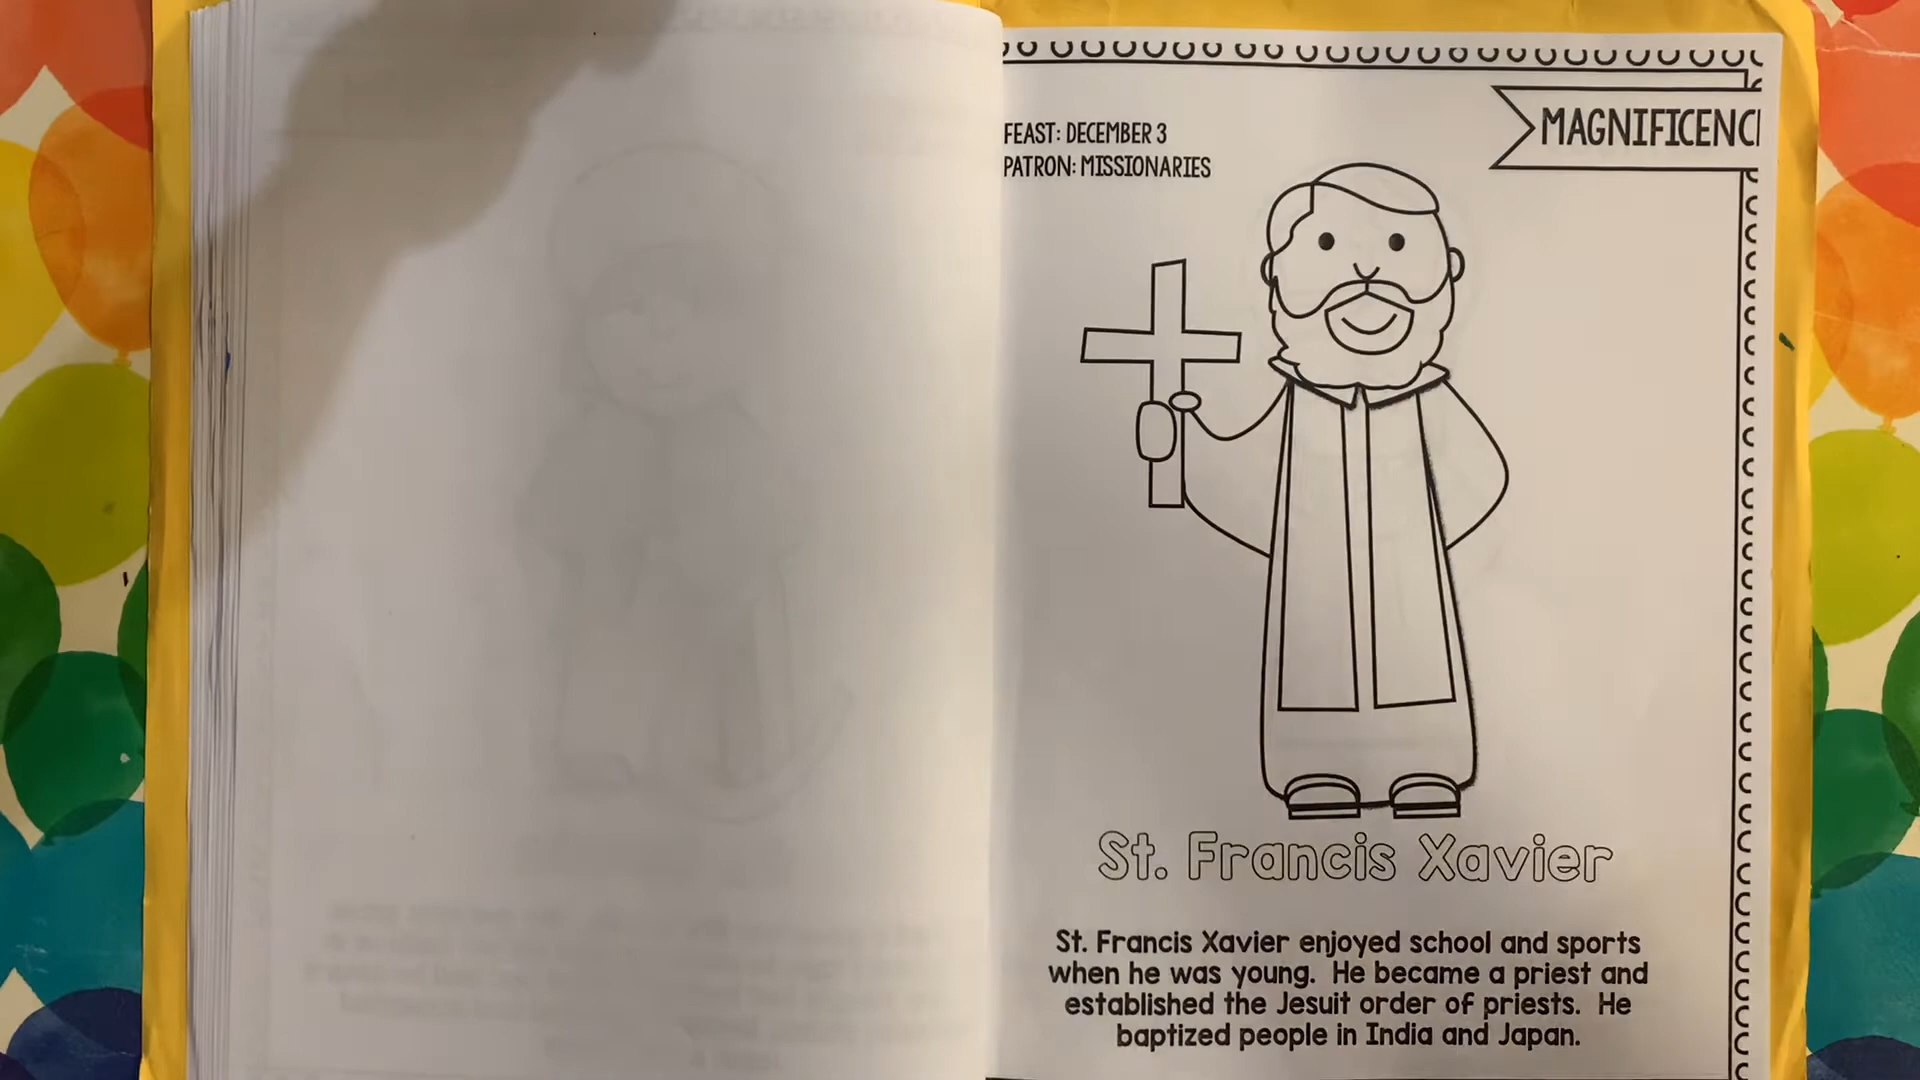 FEAST: DECEMBER 3
PATRON: MISSIONARIES
MAGNIFICENC
St. Francis Xavier
St. Francis Xavier enjoyed school and sports
when he was young. He became a priest and
established the Jesuit order of priests. He
baptized people in India and Japan.